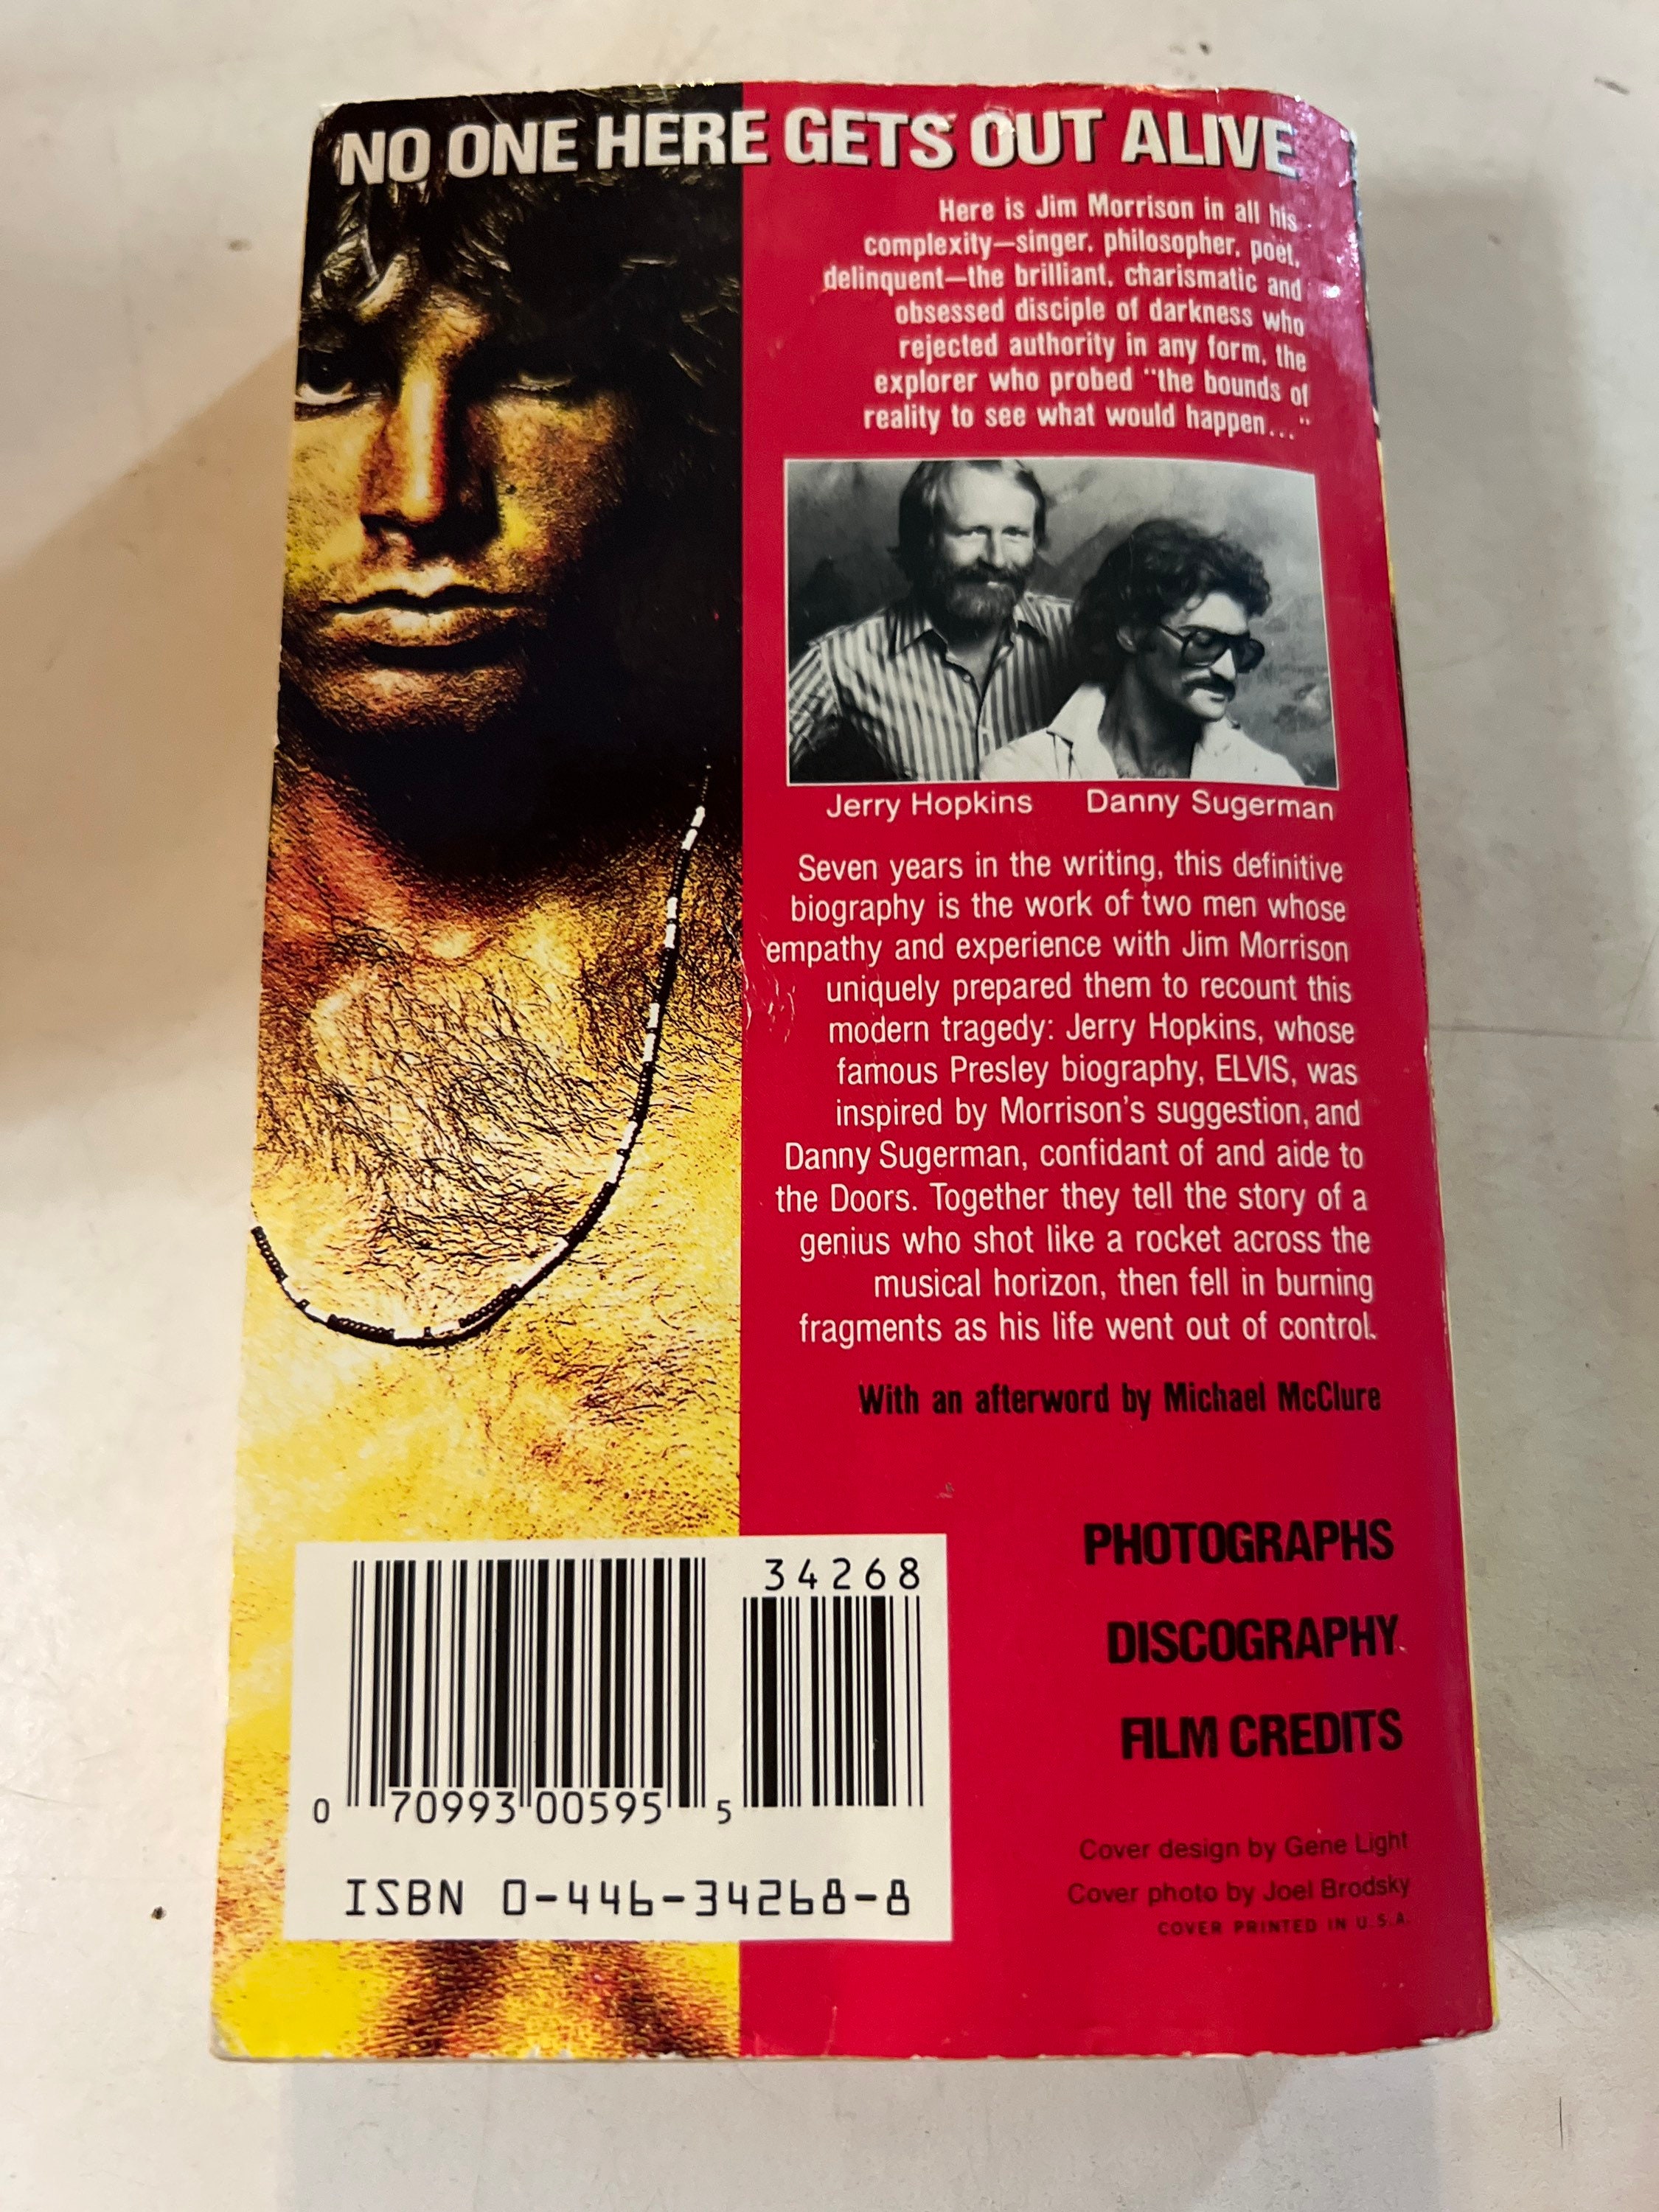 NO ONE HERE GETS OUT ALIVE
Here is Jim Morrison in all his
complexity—singer, philosopher, poet,
delinquent—the brilliant, charismatic and
obsessed disciple of darkness who
rejected authority in any form, the
explorer who probed "the bounds of
reality to see what would happen..."
Jerry Hopkins Danny Sugerman
Seven years in the writing, this definitive
biography is the work of two men whose
empathy and experience with Jim Morrison
uniquely prepared them to recount this
modern tragedy: Jerry Hopkins, whose
famous Presley biography, ELVIS, was
inspired by Morrison's suggestion, and
Danny Sugerman, confidant of and aide to
the Doors. Together they tell the story of a
genius who shot like a rocket across the
musical horizon, then fell in burning
fragments as his life went out of control.
With an afterword by Michael McClure
PHOTOGRAPHS
DISCOGRAPHY
FILM CREDITS
34268
0 70993 00595 5
ISBN 0-446-34268-8
Cover design by Gene Light
Cover photo by Joel Brodsky
COVER PRINTED IN U.S.A.